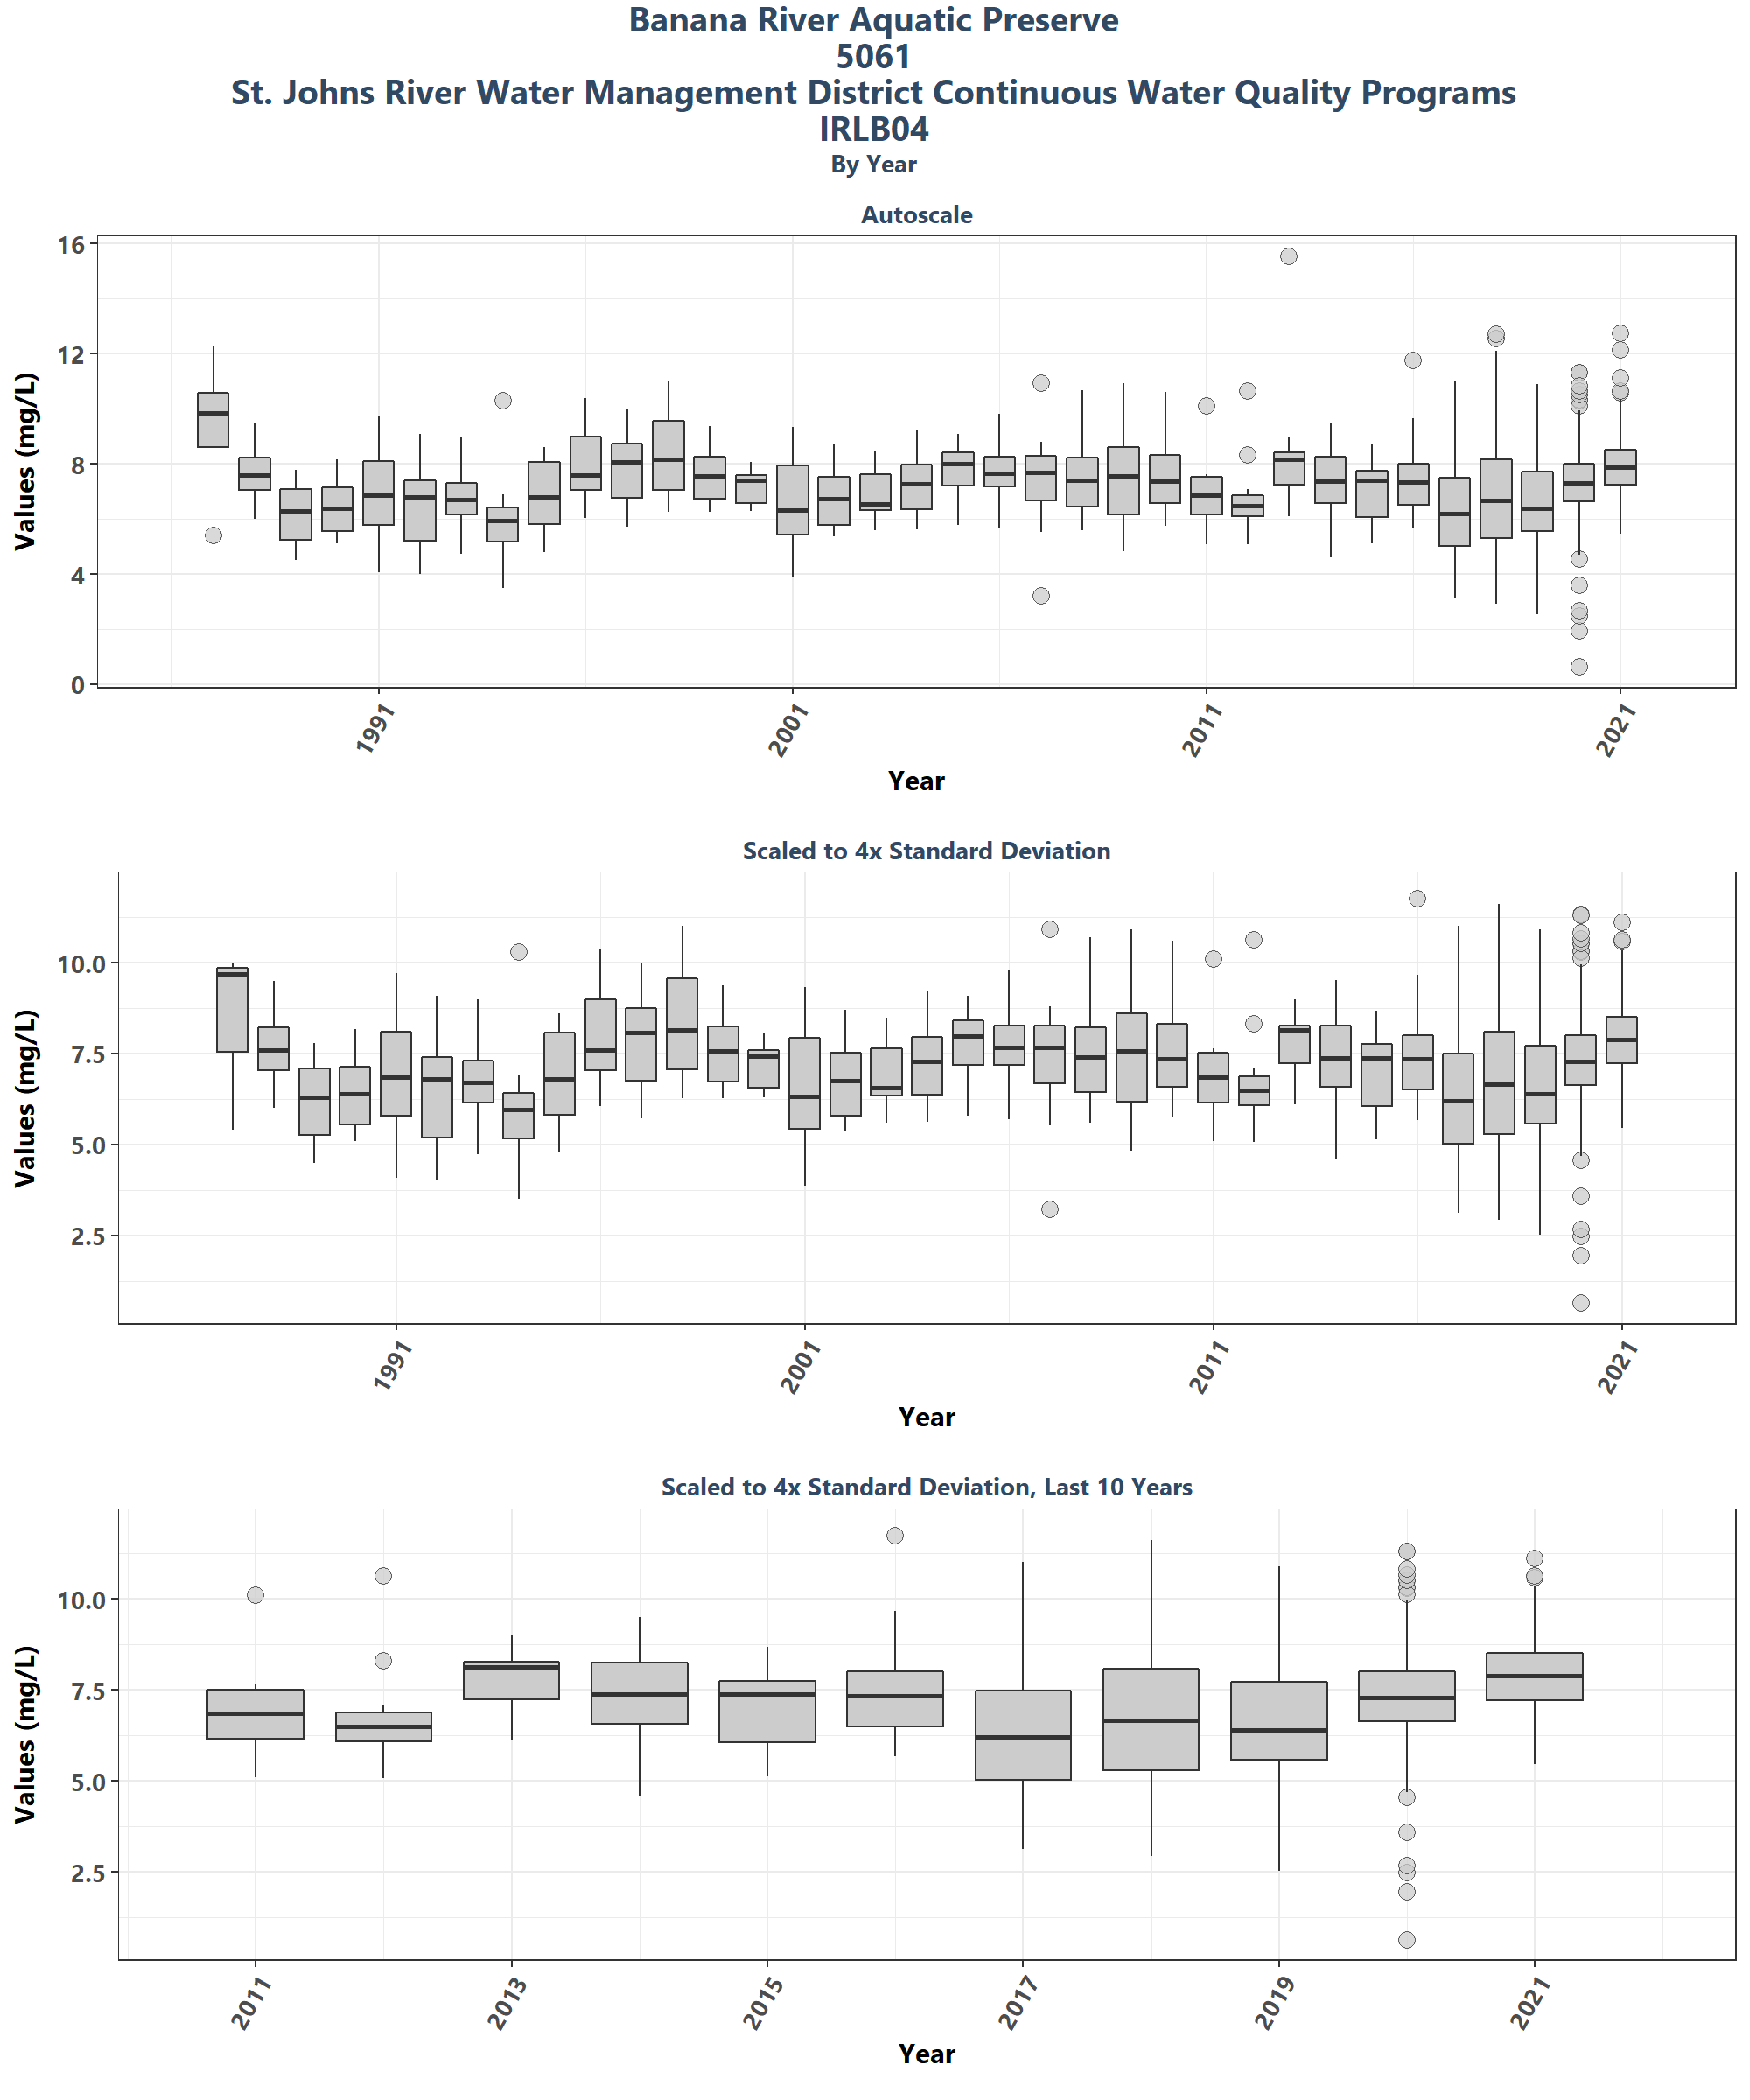 Banana River Aquatic Preserve
5061
St. Johns River Water Management District Continuous Water Quality Programs
IRLB04
By Year
Autoscale
Values (mg/L)
16
12
8
4
0
1991
2001
2011
2021
Year
Scaled to 4x Standard Deviation
Values (mg/L)
10.0
7.5
5.0
2.5
1991
2001
2011
2021
Year
Scaled to 4x Standard Deviation, Last 10 Years
Values (mg/L)
10.0
7.5
5.0
2.5
2011
2013
2015
2017
2019
2021
Year